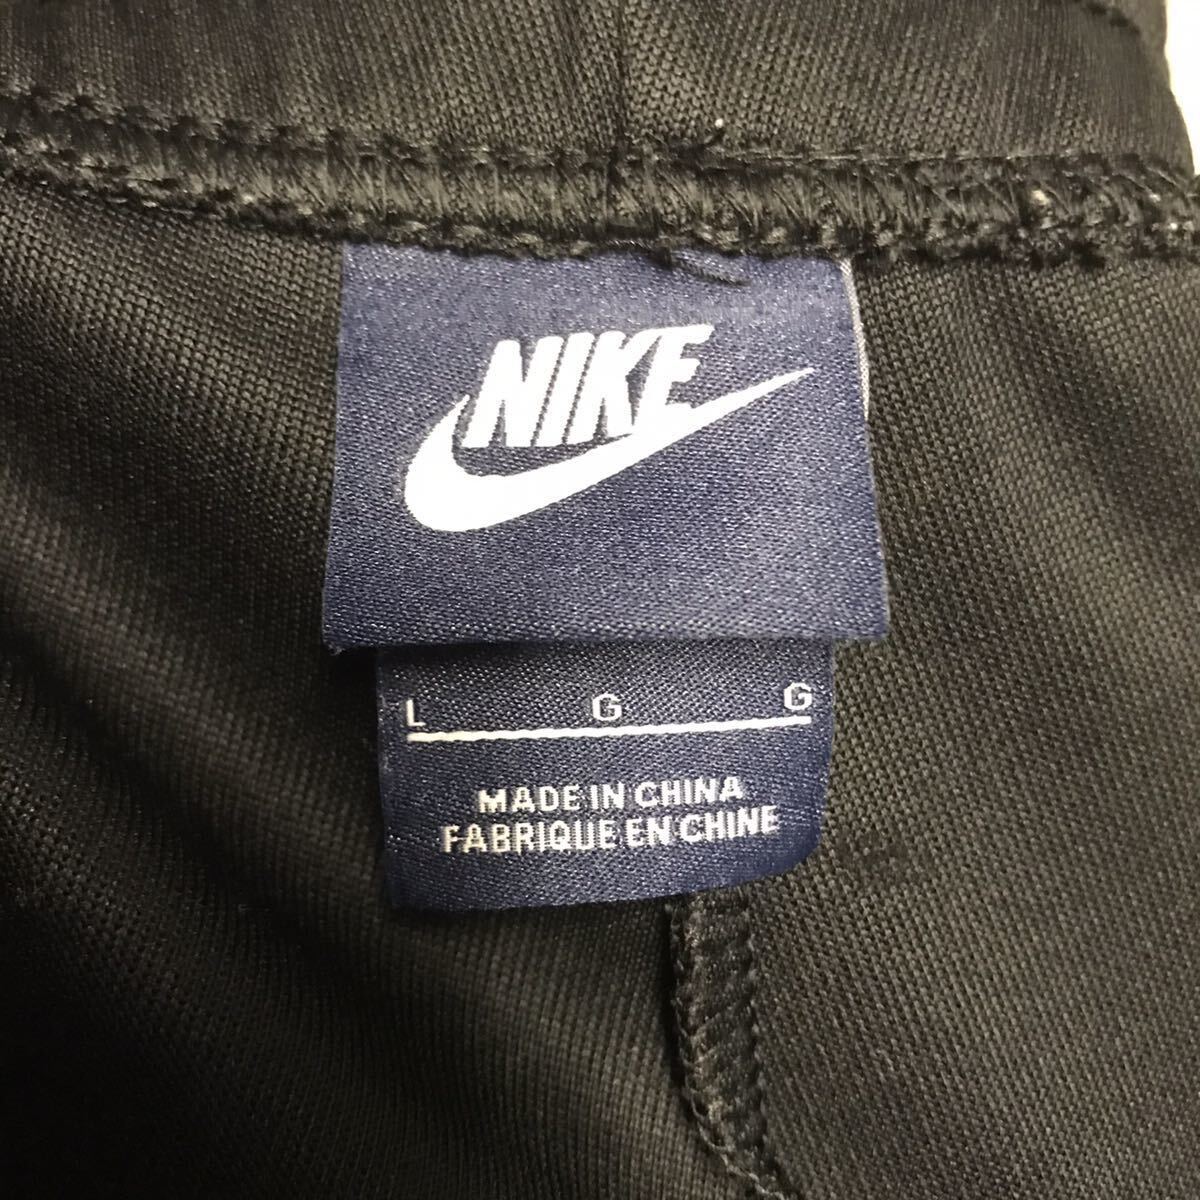 NIKE
L G G
MADE IN CHINA
FABRIQUE EN CHINE